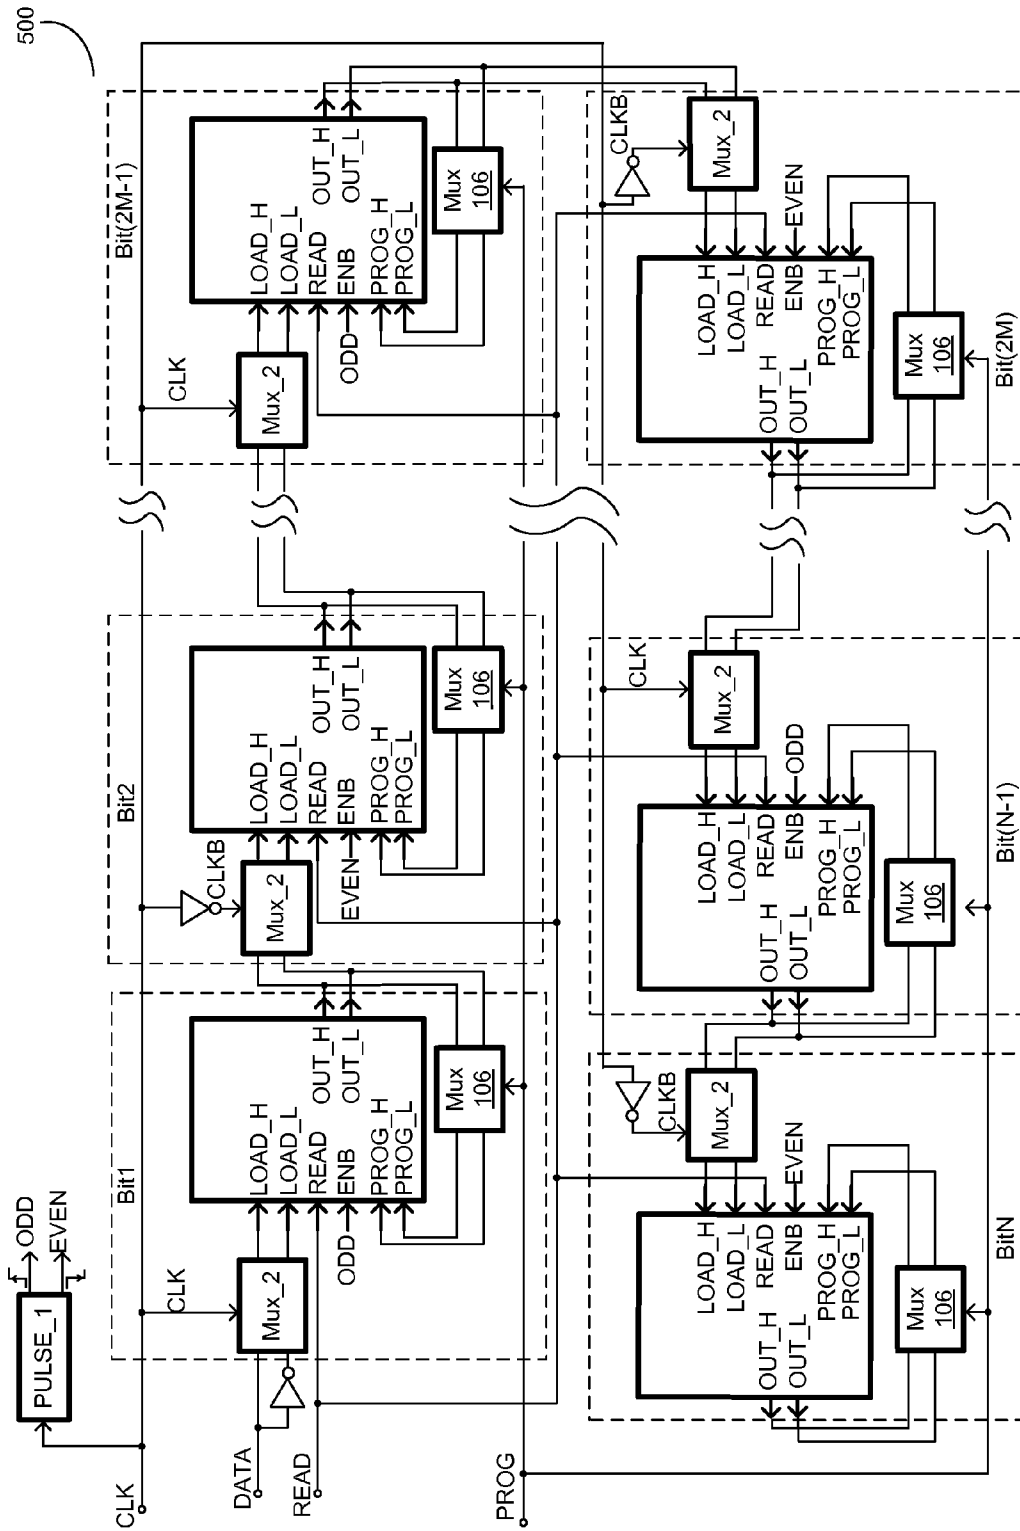 500
CLK
PULSE_1
ODD
EVEN
DATA
READ
PROG
Bit1
CLK
Mux_2
LOAD_H
LOAD_L
READ
ENB
PROG_H
PROG_L
OUT_H
OUT_L
ODD
Mux
106
Bit2
CLKB
Mux_2
LOAD_H
LOAD_L
READ
ENB
PROG_H
PROG_L
OUT_H
OUT_L
EVEN
Mux
106
Bit(2M-1)
CLK
Mux_2
LOAD_H
LOAD_L
READ
ENB
PROG_H
PROG_L
OUT_H
OUT_L
ODD
Mux
106
BitN
CLKB
Mux_2
LOAD_H
LOAD_L
READ
ENB
PROG_H
PROG_L
OUT_H
OUT_L
EVEN
Mux
106
Bit(N-1)
CLK
Mux_2
LOAD_H
LOAD_L
READ
ENB
PROG_H
PROG_L
OUT_H
OUT_L
ODD
Mux
106
Bit(2M)
CLKB
Mux_2
LOAD_H
LOAD_L
READ
ENB
PROG_H
PROG_L
OUT_H
OUT_L
EVEN
Mux
106